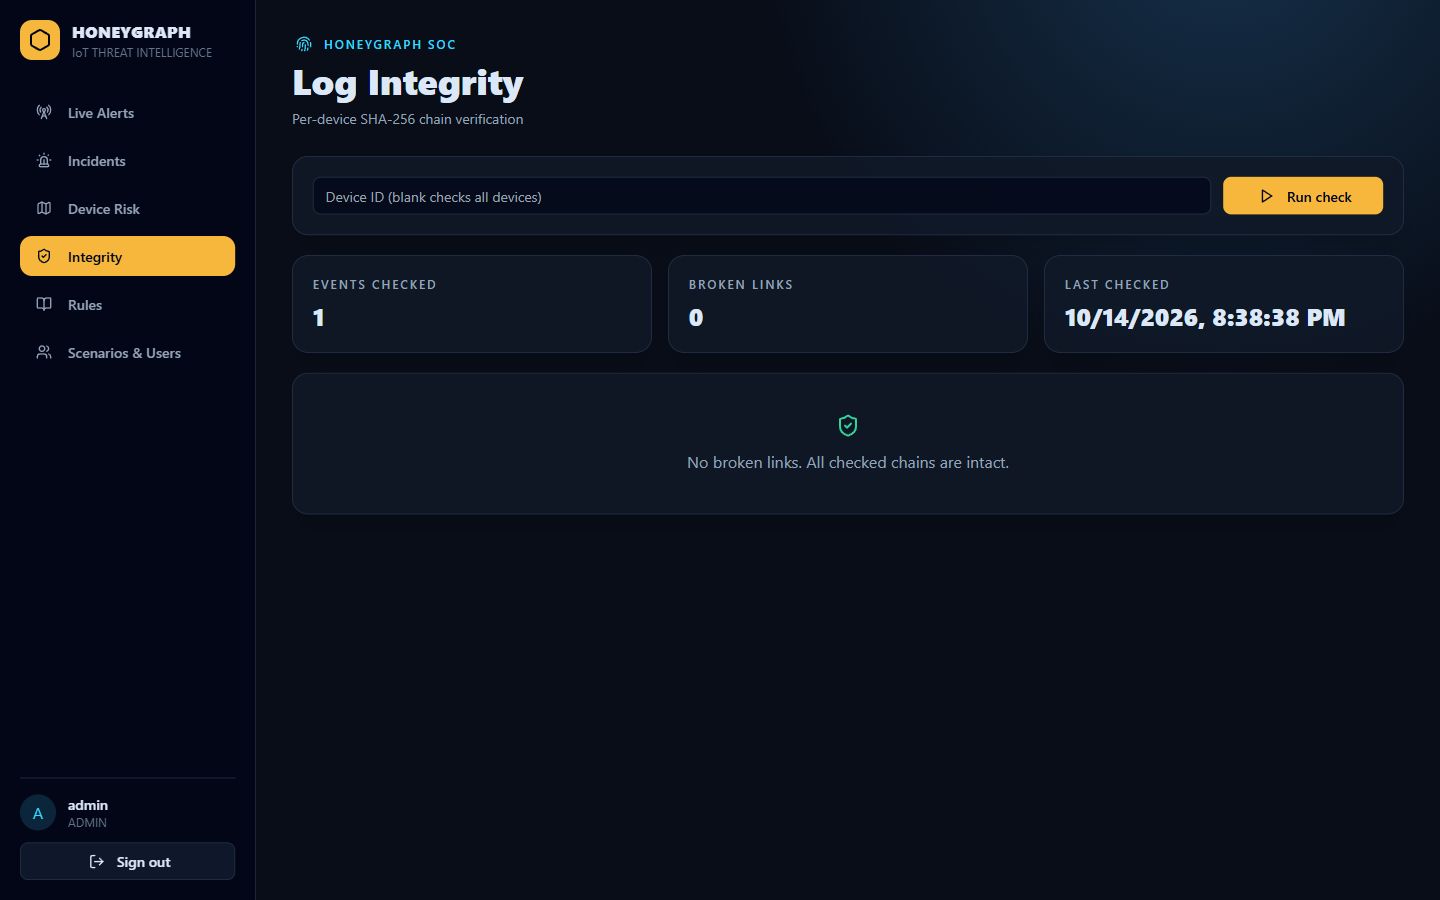 HONEYGRAPH
IoT THREAT INTELLIGENCE
Live Alerts
Incidents
Device Risk
Integrity
Rules
Scenarios & Users
A
admin
ADMIN
Sign out
HONEYGRAPH SOC
Log Integrity
Per-device SHA-256 chain verification
Device ID (blank checks all devices)
Run check
EVENTS CHECKED
1
BROKEN LINKS
0
LAST CHECKED
10/14/2026, 8:38:38 PM
No broken links. All checked chains are intact.